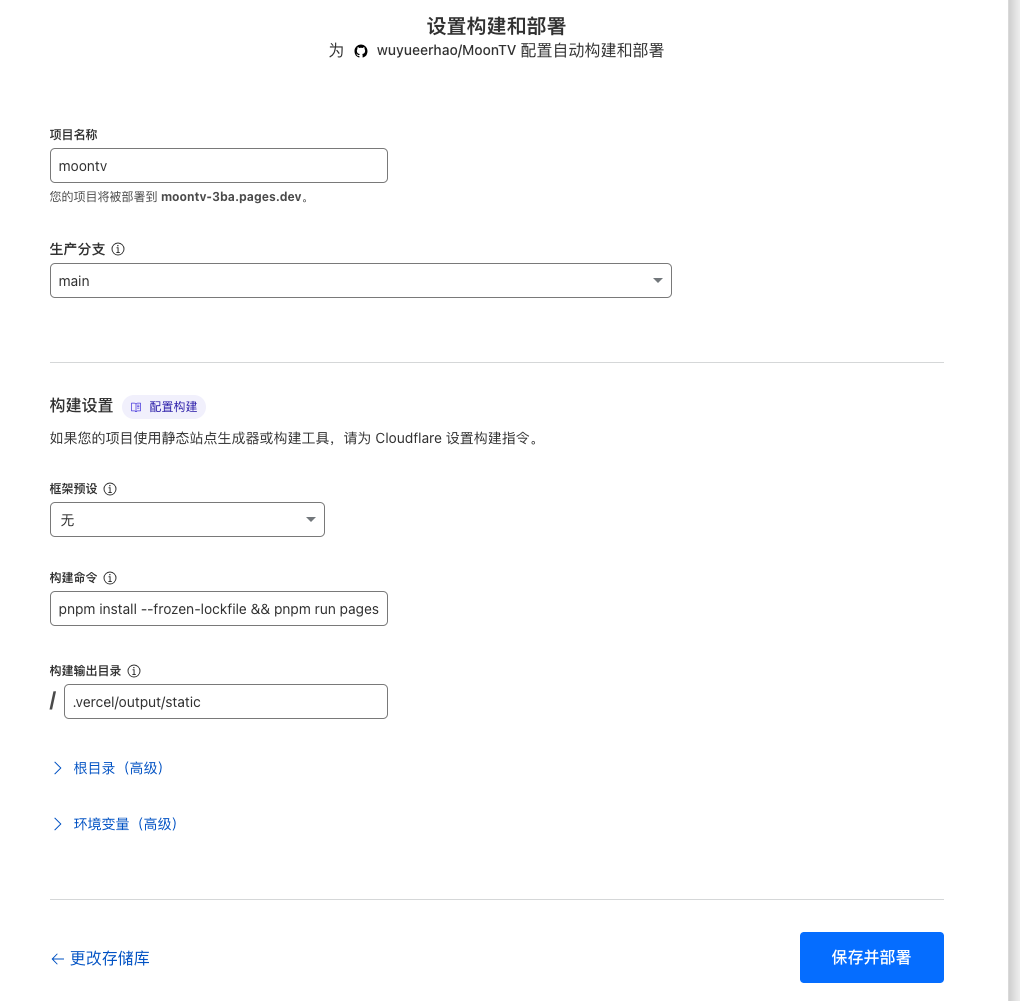 设置构建和部署
为 wuyueerhao/MoonTV 配置自动构建和部署
项目名称
moontv
您的项目将被部署到 moontv-3ba.pages.dev。
生产分支
main
构建设置 配置构建
如果您的项目使用静态站点生成器或构建工具，请为 Cloudflare 设置构建指令。
框架预设
无
构建命令
pnpm install --frozen-lockfile && pnpm run pages
构建输出目录
/ .vercel/output/static
根目录（高级）
环境变量（高级）
← 更改存储库
保存并部署